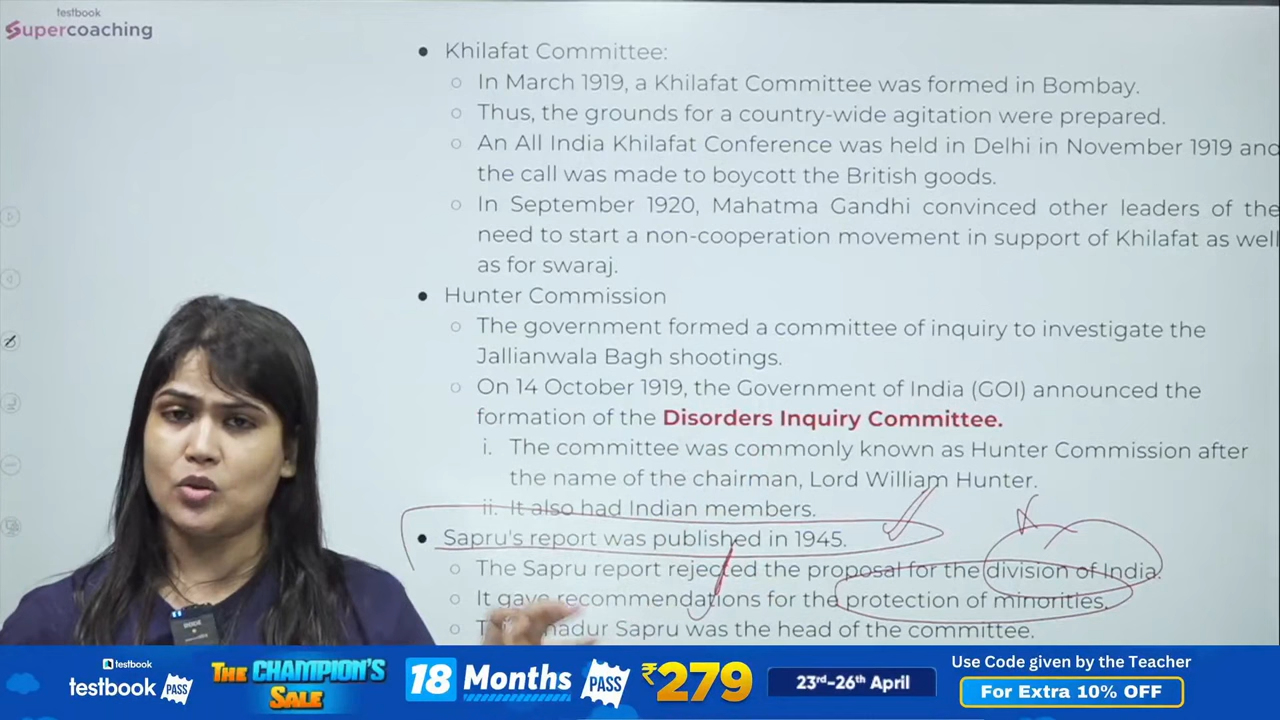 testbook
Supercoaching
Khilafat Committee:
In March 1919, a Khilafat Committee was formed in Bombay.
Thus, the grounds for a country-wide agitation were prepared.
An All India Khilafat Conference was held in Delhi in November 1919 and
the call was made to boycott the British goods.
In September 1920, Mahatma Gandhi convinced other leaders of the
need to start a non-cooperation movement in support of Khilafat as well
as for swaraj.
Hunter Commission
The government formed a committee of inquiry to investigate the
Jallianwala Bagh shootings.
On 14 October 1919, the Government of India (GOI) announced the
formation of the Disorders Inquiry Committee.
i. The committee was commonly known as Hunter Commission after
the name of the chairman, Lord William Hunter.
ii. It also had Indian members.
Sapru's report was published in 1945.
The Sapru report rejected the proposal for the division of India.
It gave recommendations for the protection of minorities.
Sapru was the head of the committee.
testbook
testbook PASS
THE CHAMPION'S
SALE
18 Months PASS ₹279
23rd-26th April
Use Code given by the Teacher
For Extra 10% OFF